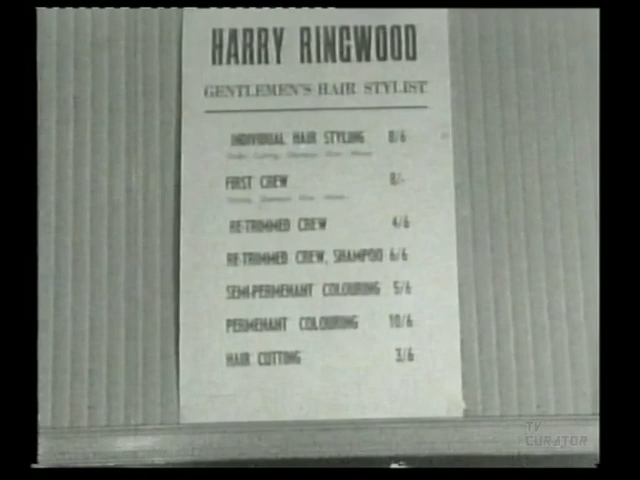 HARRY RINGWOOD
GENTLEMEN'S HAIR STYLIST
INDIVIDUAL HAIR STYLING 8/6
FIRST CREW 8/-
RE-TRIMMED CREW 4/6
RE-TRIMMED CREW, SHAMPOO 6/6
SEMI-PERMENANT COLOURING 5/6
PERMENANT COLOURING 10/6
HAIR CUTTING 3/6
TV
CURATOR